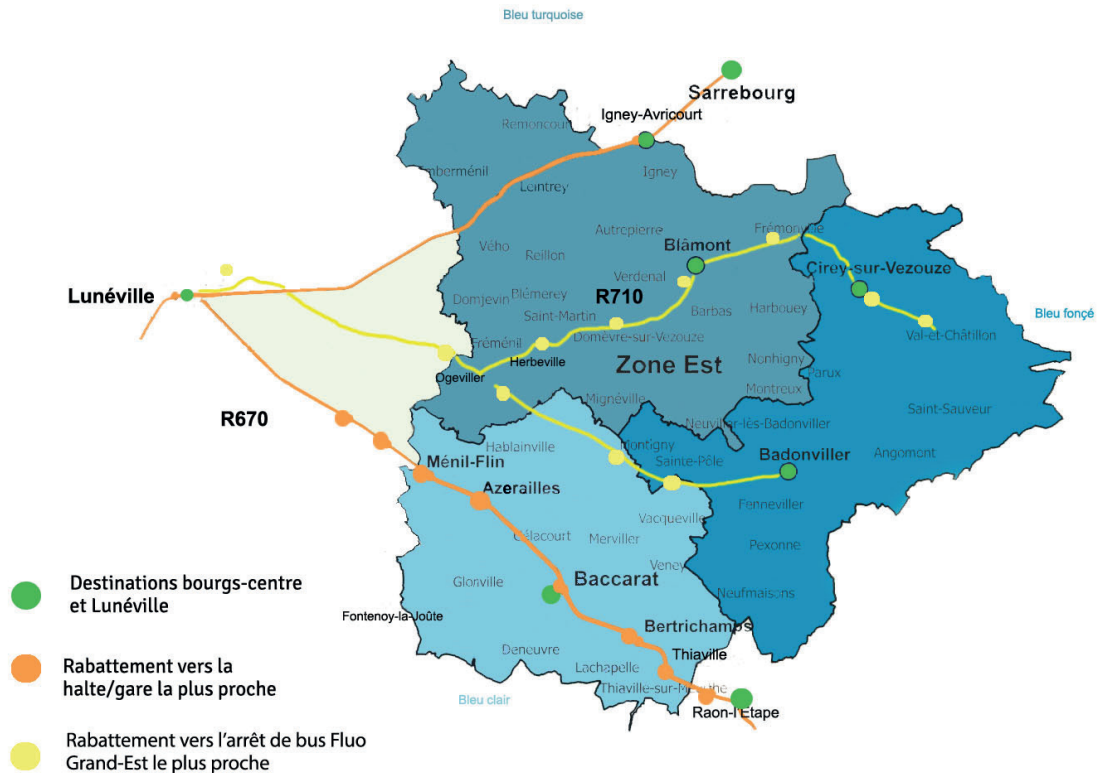 Bleu turquoise
Sarrebourg
Igney-Avricourt
Remoncourt
Emberménil
Leintrey
Igney
Autrepierre
Frémonville
Vého
Reillon
Blâmont
Cirey-sur-Vezouze
Lunéville
Verdenal
Domjevin
Blémerey
R710
Saint-Martin
Barbas
Harbouey
Bleu fonçé
Domèvre-sur-Vezouze
Val-et-Châtillon
Fréménil
Herbeville
Ogeviller
Zone Est
Nonhigny
Parux
Montreux
Mignéville
Saint-Sauveur
R670
Neuviller-lès-Badonviller
Hablainville
Montigny
Sainte-Pôle
Badonviller
Angomont
Ménil-Flin
Azerailles
Fenneviller
Vacqueville
Gélacourt
Merviller
Pexonne
Veney
Baccarat
Glonville
Neufmaisons
Fontenoy-la-Joûte
Bertrichamps
Deneuvre
Thiaville
Lachapelle
Thiaville-sur-Meurthe
Bleu clair
Raon-l'Etape
Destinations bourgs-centre
et Lunéville
Rabattement vers la
halte/gare la plus proche
Rabattement vers l'arrêt de bus Fluo
Grand-Est le plus proche